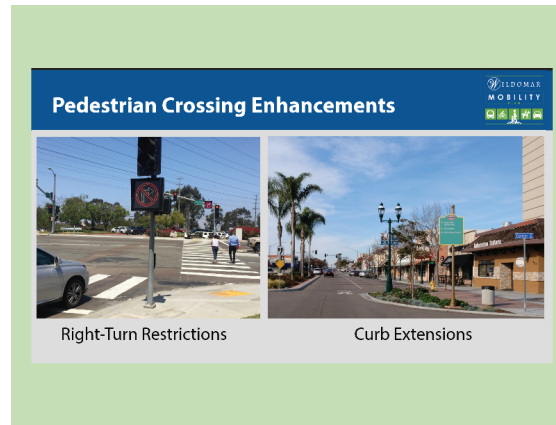 Pedestrian Crossing Enhancements
WILDOMAR
MOBILITY
Right-Turn Restrictions
Curb Extensions